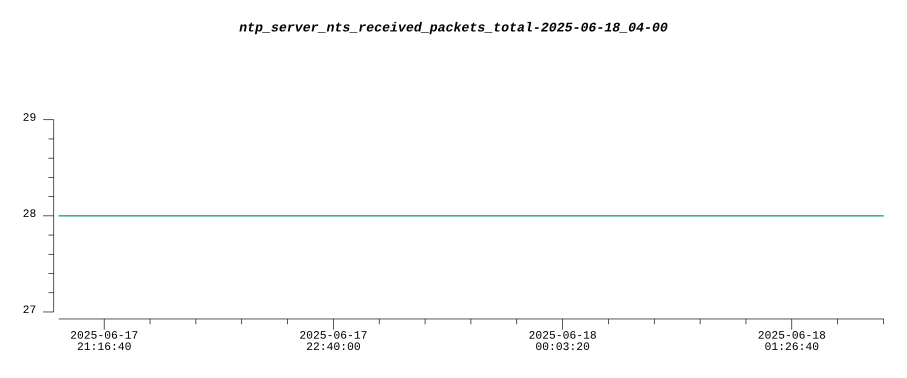 ntp_server_nts_received_packets_total-2025-06-18_04-00
29
28
27
2025-06-17 2025-06-17 2025-06-18 2025-06-18
21:16:40 22:40:00 00:03:20 01:26:40